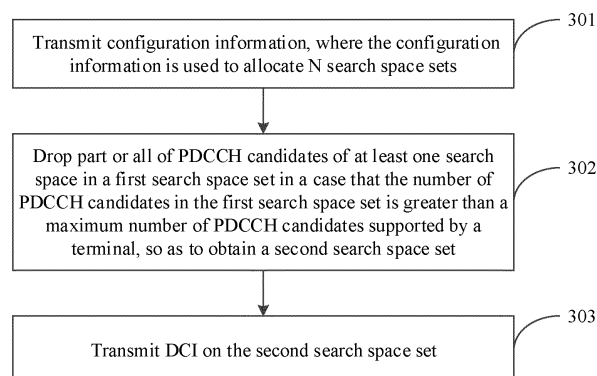 301
Transmit configuration information, where the configuration
information is used to allocate N search space sets
302
Drop part or all of PDCCH candidates of at least one search
space in a first search space set in a case that the number of
PDCCH candidates in the first search space set is greater than a
maximum number of PDCCH candidates supported by a
terminal, so as to obtain a second search space set
303
Transmit DCI on the second search space set